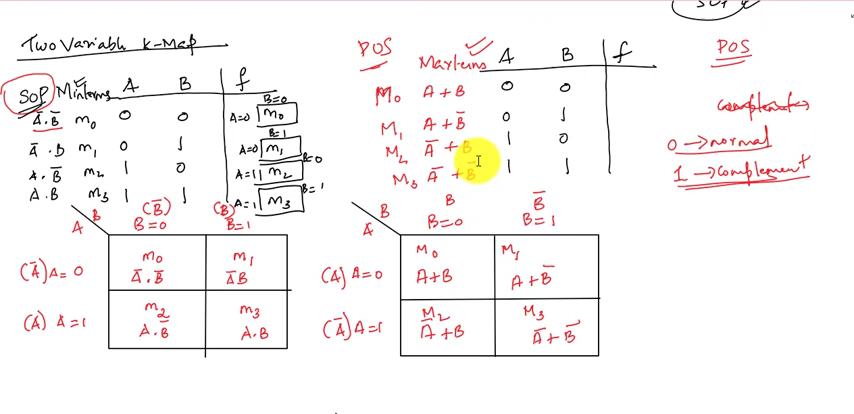 Two Variable K-Map
SOP Minterms A B f
B=0
Ā.B̄ m₀ 0 0 A=0 m₀
B=1
Ā.B m₁ 0 1 A=0 m₁
B=0
A.B̄ m₂ 1 0 A=1 m₂
B=1
A.B m₃ 1 1 A=1 m₃
A B (B̄) B=0 (B) B=1
(Ā) A=0 m₀ m₁
Ā.B̄ ĀB
(A) A=1 m₂ m₃
A.B̄ A.B
POS Maxterms A B f
M₀ A+B 0 0
M₁ A+B̄ 0 1
M₂ Ā+B 1 0
M₃ Ā+B̄ 1 1
A B B B=0 B̄ B=1
(A) A=0 M₀ M₁
A+B A+B̄
(Ā) A=1 M₂ M₃
Ā+B Ā+B̄
POS
0 → normal
1 → complement